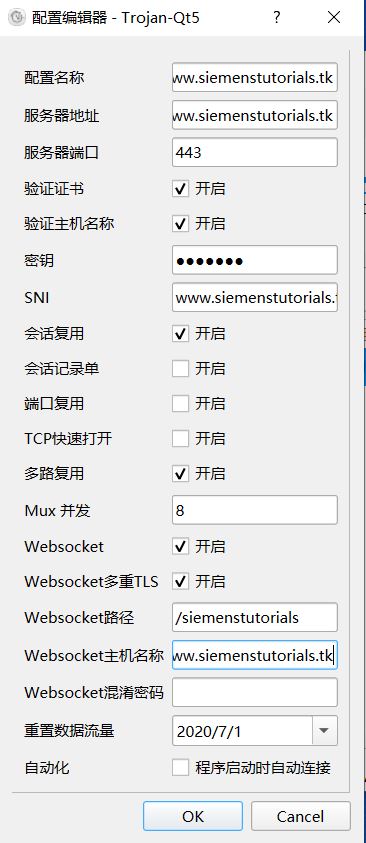 配置编辑器 - Trojan-Qt5
配置名称 ww.siemenstutorials.tk
服务器地址 ww.siemenstutorials.tk
服务器端口 443
验证证书 开启
验证主机名称 开启
密钥 ●●●●●●●
SNI www.siemenstutorials.
会话复用 开启
会话记录单 开启
端口复用 开启
TCP快速打开 开启
多路复用 开启
Mux 并发 8
Websocket 开启
Websocket多重TLS 开启
Websocket路径 /siemenstutorials
Websocket主机名称 ww.siemenstutorials.tk
Websocket混淆密码
重置数据流量 2020/7/1
自动化 程序启动时自动连接
OK Cancel